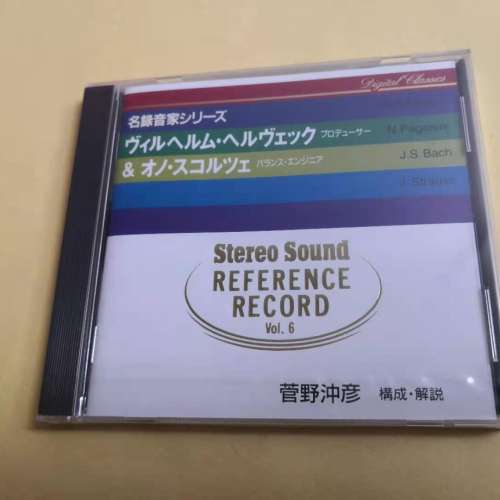 Digital Classics
名録音家シリーズ
ヴィルヘルム・ヘルヴェック プロデューサー
N. Paganini
& オノ・スコルツェ バランス・エンジニア
J.S. Bach
J. Strauss
Stereo Sound
REFERENCE
RECORD
Vol. 6
菅野沖彦 構成・解説